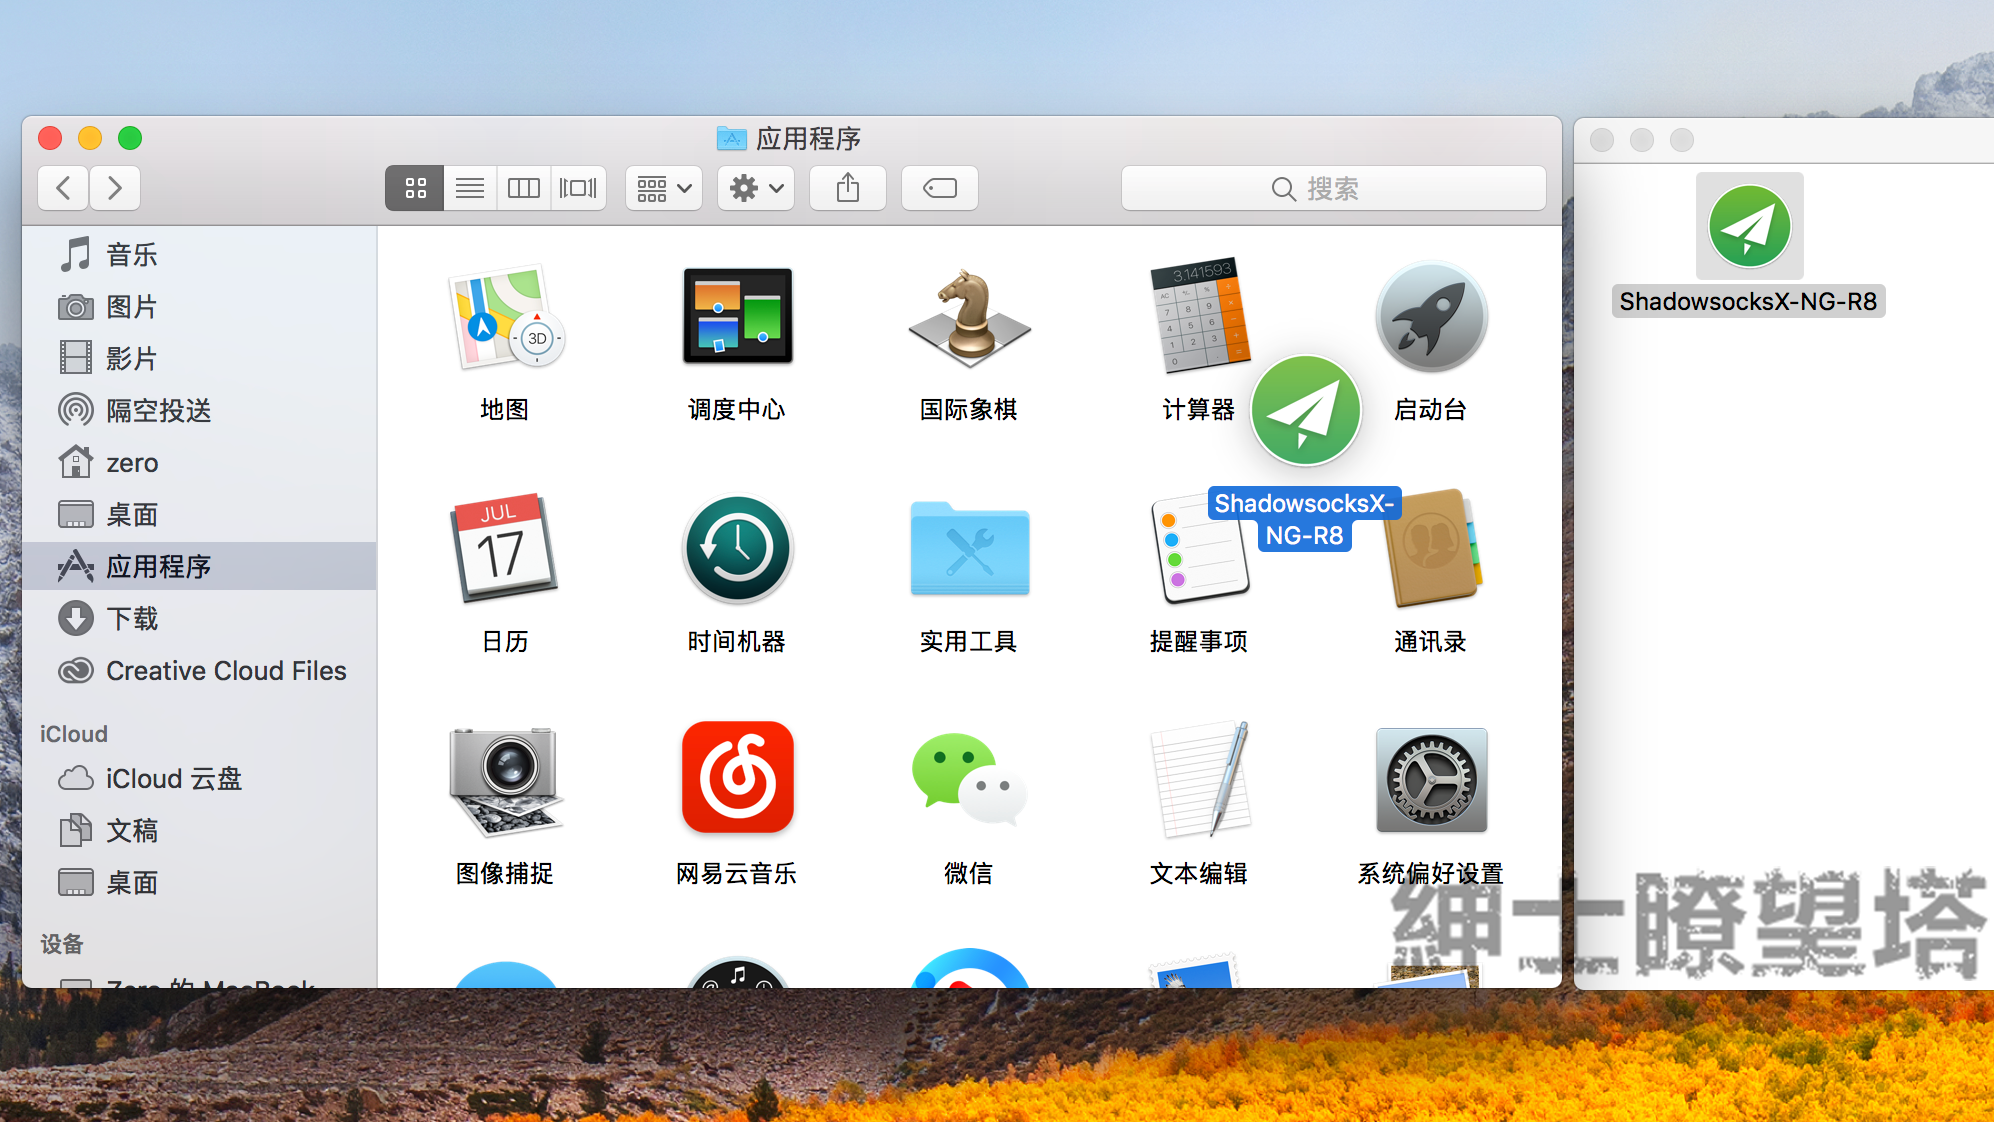 应用程序
搜索
音乐
图片
影片
隔空投送
zero
桌面
应用程序
下载
Creative Cloud Files
iCloud
iCloud 云盘
文稿
桌面
设备
Zero 的 MacBook
3D
地图
调度中心
国际象棋
3.141593
计算器
启动台
ShadowsocksX-
NG-R8
JUL
17
日历
时间机器
实用工具
提醒事项
通讯录
图像捕捉
网易云音乐
微信
文本编辑
系统偏好设置
ShadowsocksX-NG-R8
紳士瞭望塔